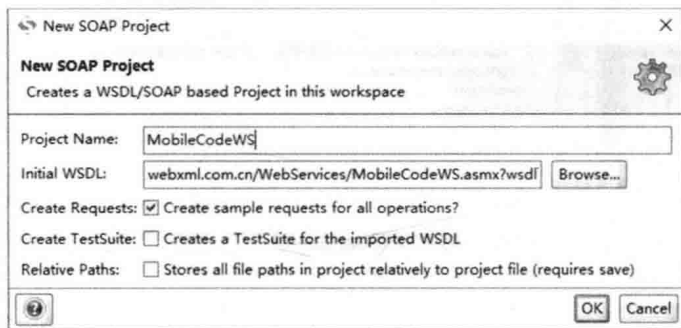 New SOAP Project
New SOAP Project
Creates a WSDL/SOAP based Project in this workspace
Project Name: MobileCodeWS
Initial WSDL: webxml.com.cn/WebServices/MobileCodeWS.asmx?wsdl Browse...
Create Requests: Create sample requests for all operations?
Create TestSuite: Creates a TestSuite for the imported WSDL
Relative Paths: Stores all file paths in project relatively to project file (requires save)
OK Cancel